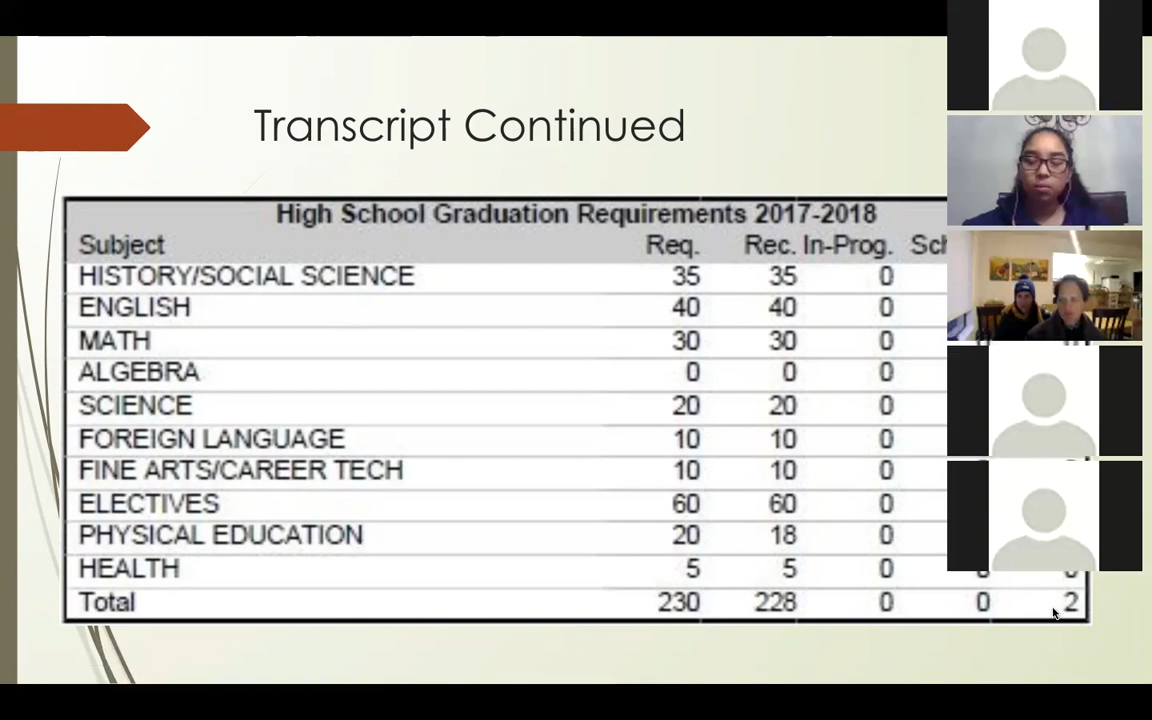 Transcript Continued
High School Graduation Requirements 2017-2018
Subject Req. Rec. In-Prog.
HISTORY/SOCIAL SCIENCE 35 35 0
ENGLISH 40 40 0
MATH 30 30 0
ALGEBRA 0 0 0
SCIENCE 20 20 0
FOREIGN LANGUAGE 10 10 0
FINE ARTS/CAREER TECH 10 10 0
ELECTIVES 60 60 0
PHYSICAL EDUCATION 20 18 0
HEALTH 5 5 0
Total 230 228 0 0 2